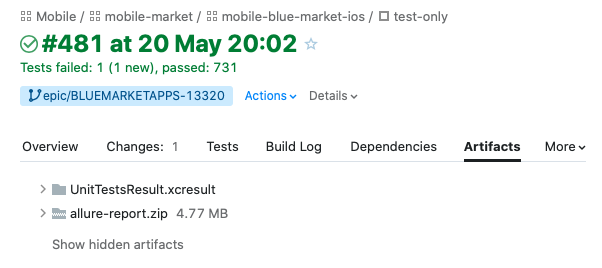 Mobile / mobile-market / mobile-blue-market-ios / test-only
#481 at 20 May 20:02
Tests failed: 1 (1 new), passed: 731
epic/BLUEMARKETAPPS-13320 Actions Details
Overview Changes: 1 Tests Build Log Dependencies Artifacts More
UnitTestsResult.xcresult
allure-report.zip 4.77 MB
Show hidden artifacts